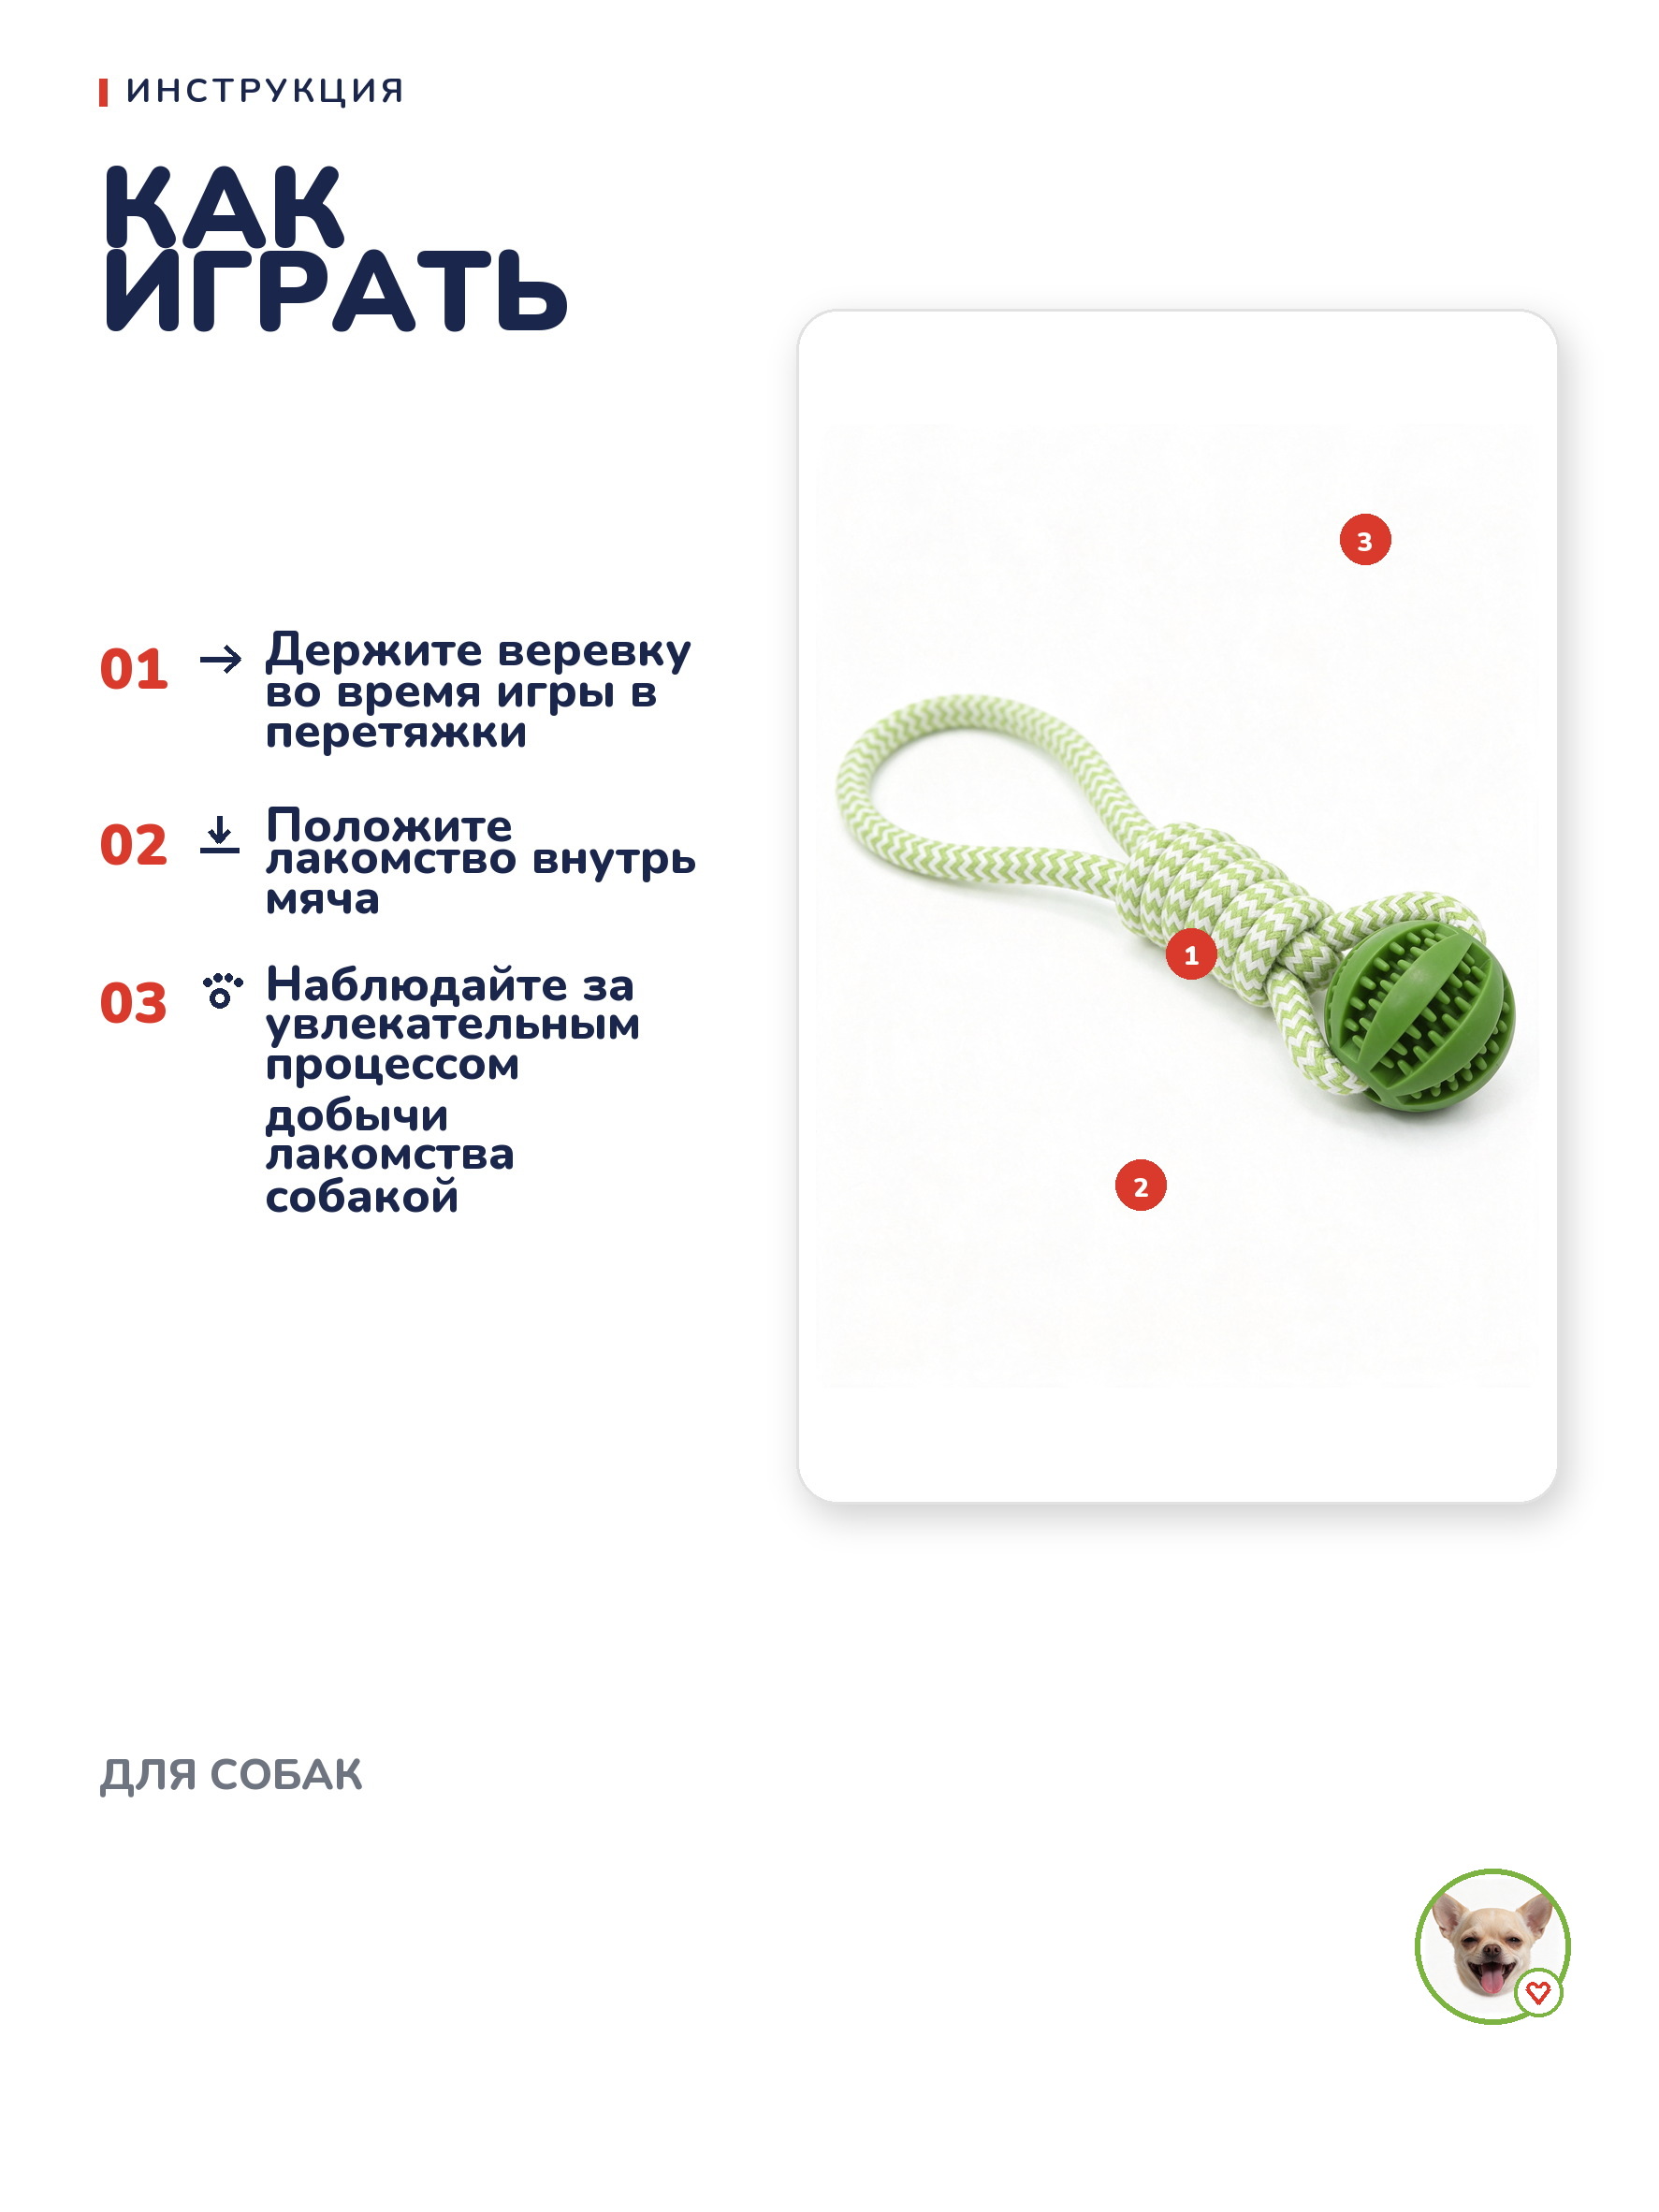 ИНСТРУКЦИЯ
КАК
ИГРАТЬ
01 Держите веревку
во время игры в
перетяжки
02 Положите
лакомство внутрь
мяча
03 Наблюдайте за
увлекательным
процессом
добычи
лакомства
собакой
3
1
2
ДЛЯ СОБАК